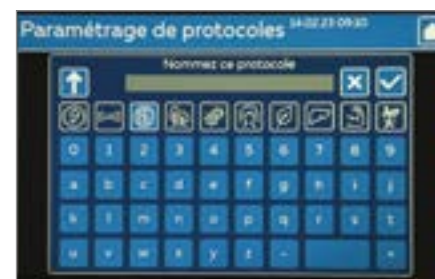 Paramétrage de protocoles 14.02.23 09:10
Nommez ce protocole
0 1 2 3 4 5 6 7 8 9
a b c d e f g h i j
k l m n o p q r s t
u v w x y z -